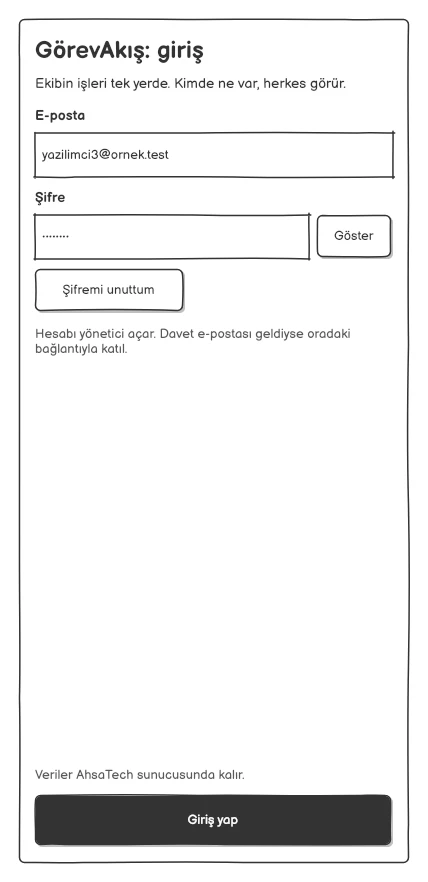 GörevAkış: giriş
Ekibin işleri tek yerde. Kimde ne var, herkes görür.
E-posta
yazilimci3@ornek.test
Şifre
········
Göster
Şifremi unuttum
Hesabı yönetici açar. Davet e-postası geldiyse oradaki
bağlantıyla katıl.
Veriler AhsaTech sunucusunda kalır.
Giriş yap